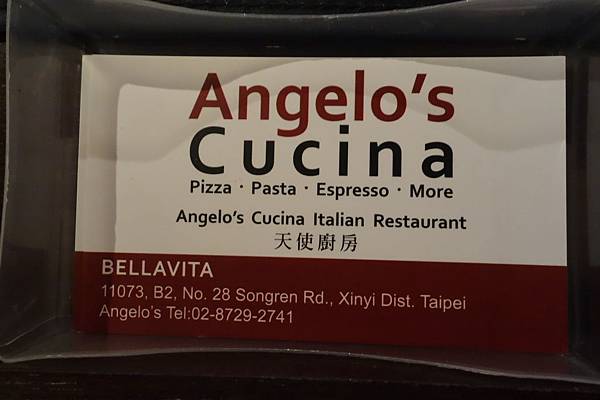 Angelo's
Cucina
Pizza · Pasta · Espresso · More
Angelo's Cucina Italian Restaurant
天使廚房
BELLAVITA
11073, B2, No. 28 Songren Rd., Xinyi Dist. Taipei
Angelo's Tel:02-8729-2741